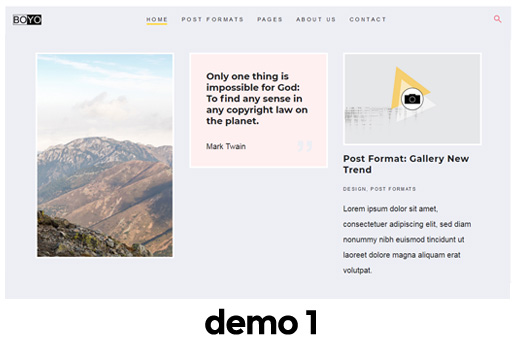 BOYO
HOME POST FORMATS PAGES ABOUT US CONTACT
Only one thing is
impossible for God:
To find any sense in
any copyright law on
the planet.
Mark Twain
Post Format: Gallery New
Trend
DESIGN, POST FORMATS
Lorem ipsum dolor sit amet,
consectetuer adipiscing elit, sed diam
nonummy nibh euismod tincidunt ut
laoreet dolore magna aliquam erat
volutpat.
demo 1